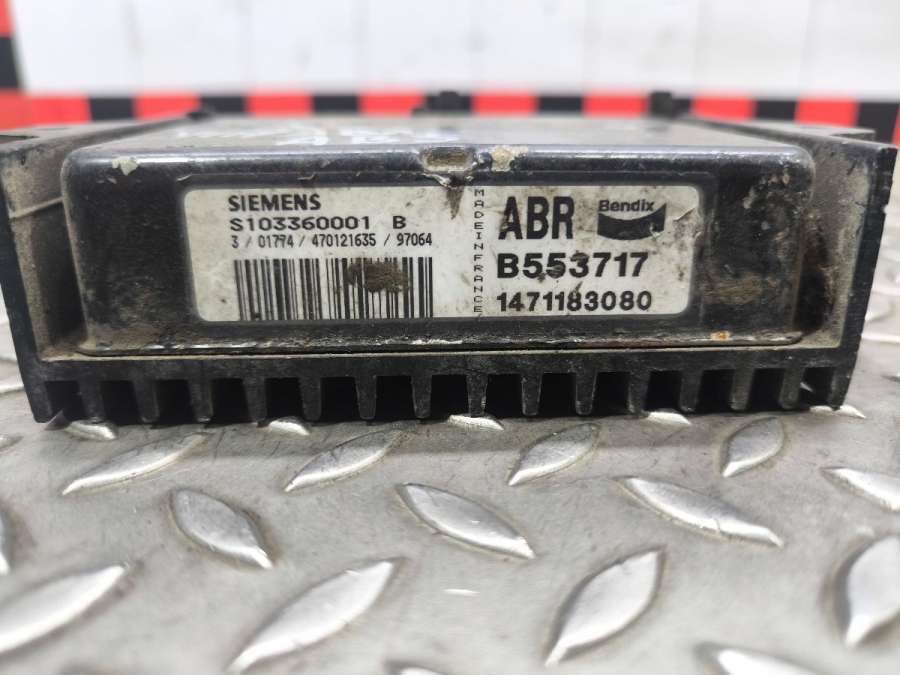 SIEMENS
S103360001 B
3 / 01774 / 470121635 / 97064
MADE IN FRANCE
ABR Bendix
B553717
1471183080